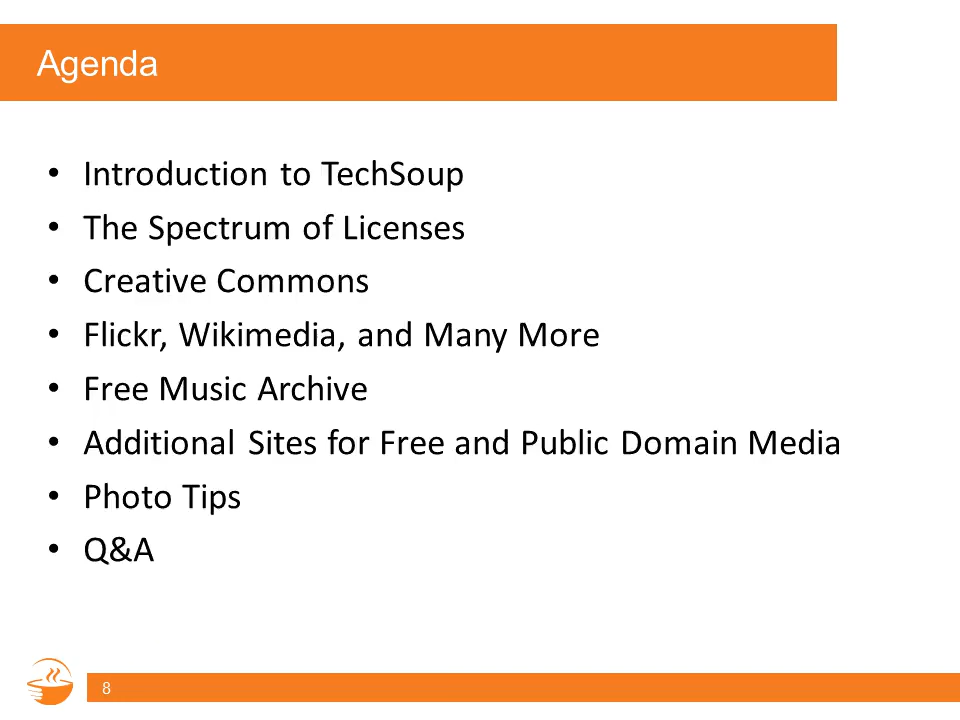 Agenda
• Introduction to TechSoup
• The Spectrum of Licenses
• Creative Commons
• Flickr, Wikimedia, and Many More
• Free Music Archive
• Additional Sites for Free and Public Domain Media
• Photo Tips
• Q&A
8